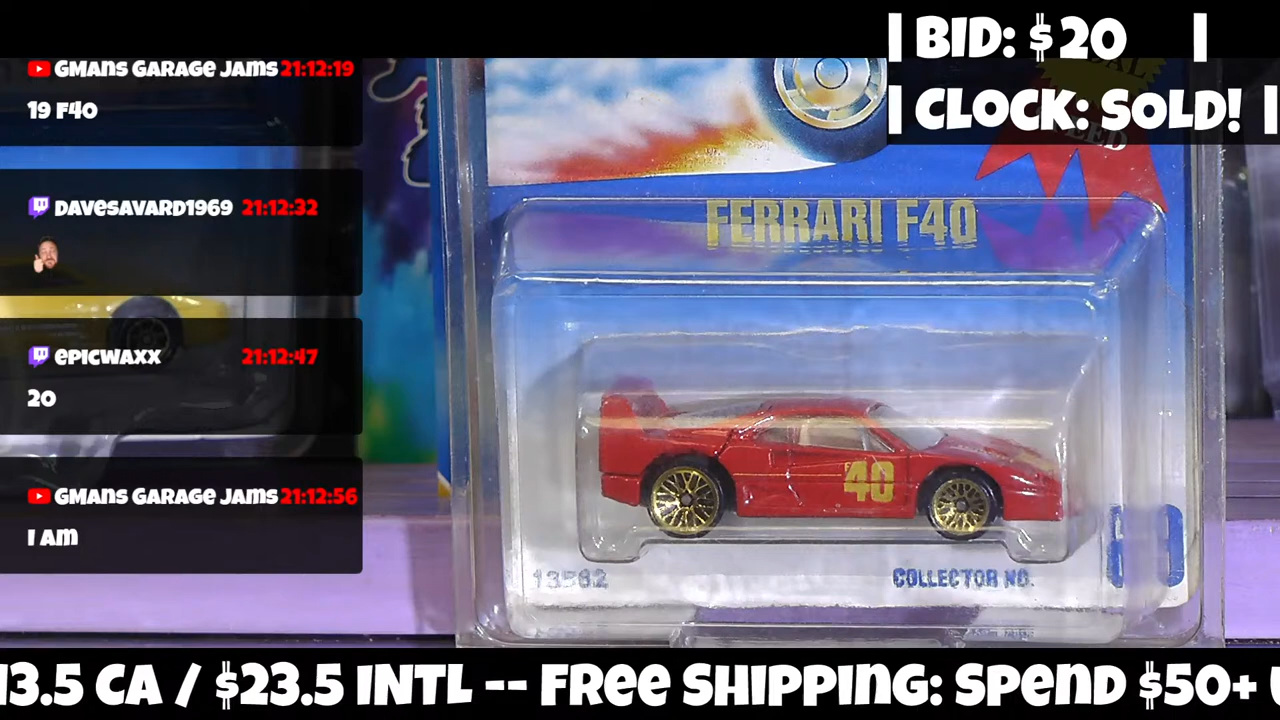 | BID: $20 |
| CLOCK: SOLD! |
GMANS GARAGE JAMS 21:12:19
19 F40
DAVESAVARD1969 21:12:32
EPICWAXX 21:12:47
20
GMANS GARAGE JAMS 21:12:56
I AM
FERRARI F40
40
13582
COLLECTOR NO.
13.5 CA / $23.5 INTL -- FREE SHIPPING: SPEND $50+